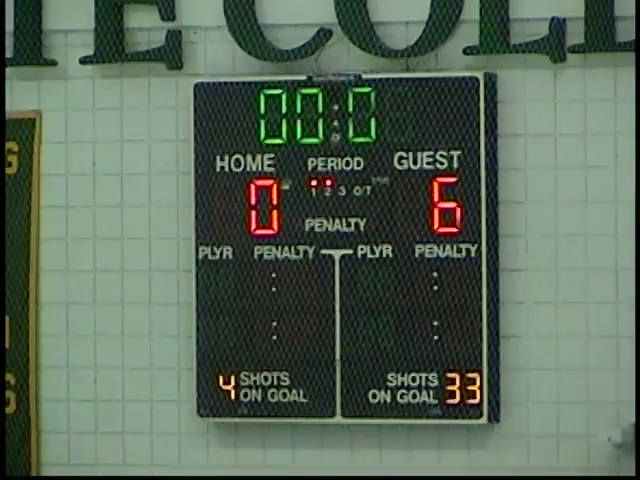 00:0
HOME PERIOD GUEST
0 1 2 3 O/T 6
PENALTY
PLYR PENALTY PLYR PENALTY
: :
: :
4 SHOTS ON GOAL SHOTS ON GOAL 33